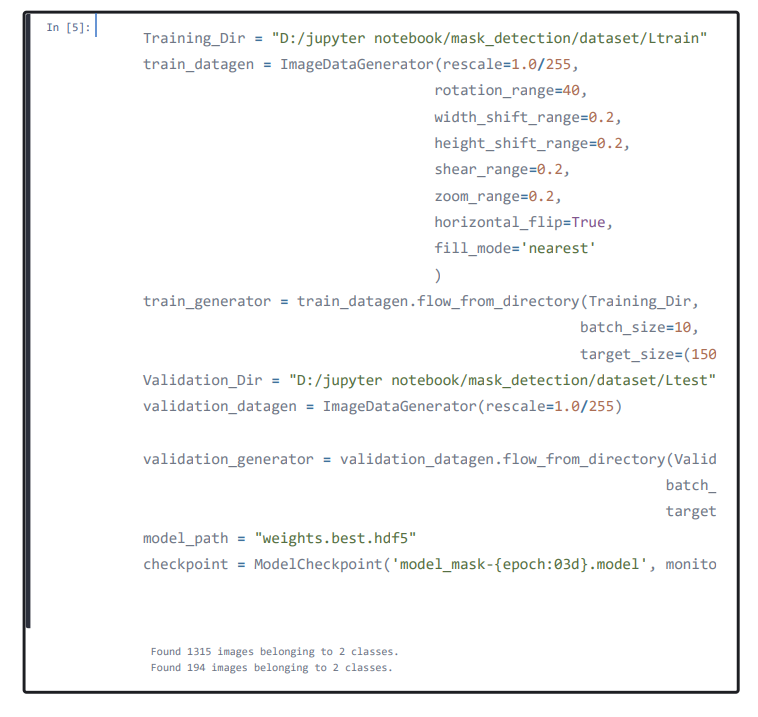 In [5]:
Training_Dir = "D:/jupyter notebook/mask_detection/dataset/Ltrain"
train_datagen = ImageDataGenerator(rescale=1.0/255,
rotation_range=40,
width_shift_range=0.2,
height_shift_range=0.2,
shear_range=0.2,
zoom_range=0.2,
horizontal_flip=True,
fill_mode='nearest'
)
train_generator = train_datagen.flow_from_directory(Training_Dir,
batch_size=10,
target_size=(150
Validation_Dir = "D:/jupyter notebook/mask_detection/dataset/Ltest"
validation_datagen = ImageDataGenerator(rescale=1.0/255)
validation_generator = validation_datagen.flow_from_directory(Valid
batch_
target
model_path = "weights.best.hdf5"
checkpoint = ModelCheckpoint('model_mask-{epoch:03d}.model', monito
Found 1315 images belonging to 2 classes.
Found 194 images belonging to 2 classes.